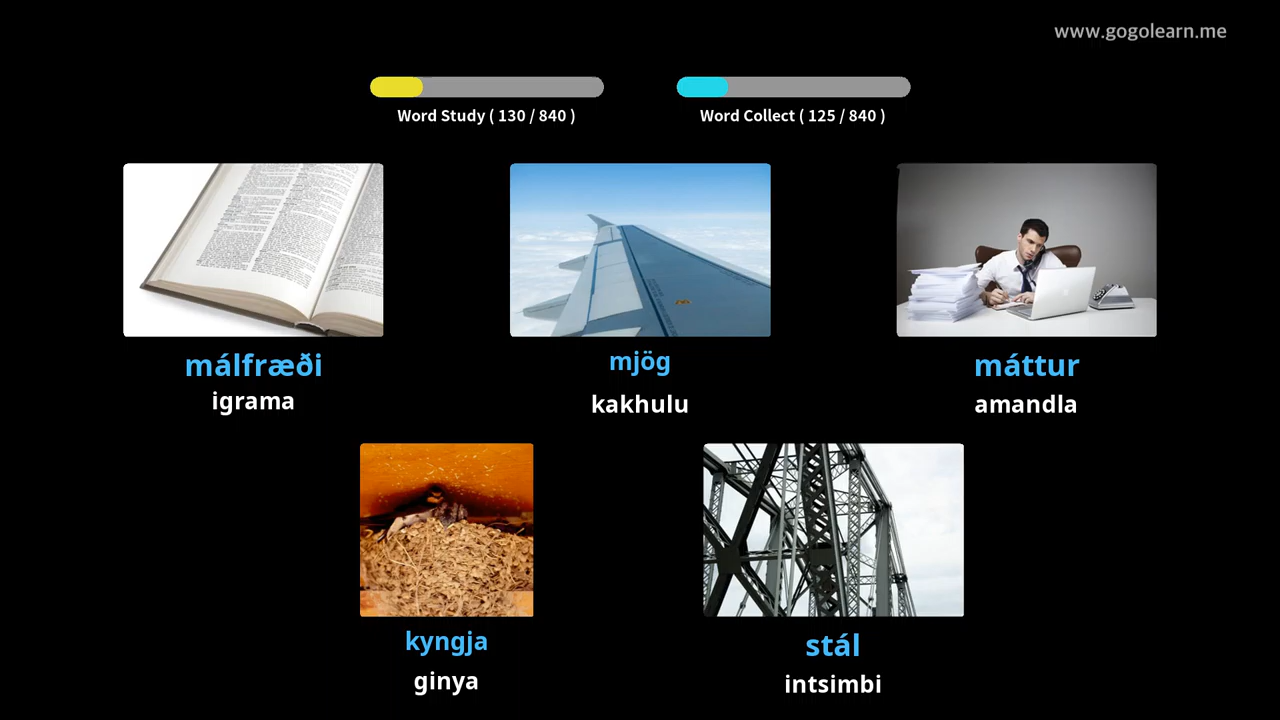 www.gogolearn.me
Word Study ( 130 / 840 )
Word Collect ( 125 / 840 )
málfræði
igrama
mjög
kakhulu
máttur
amandla
kyngja
ginya
stál
intsimbi